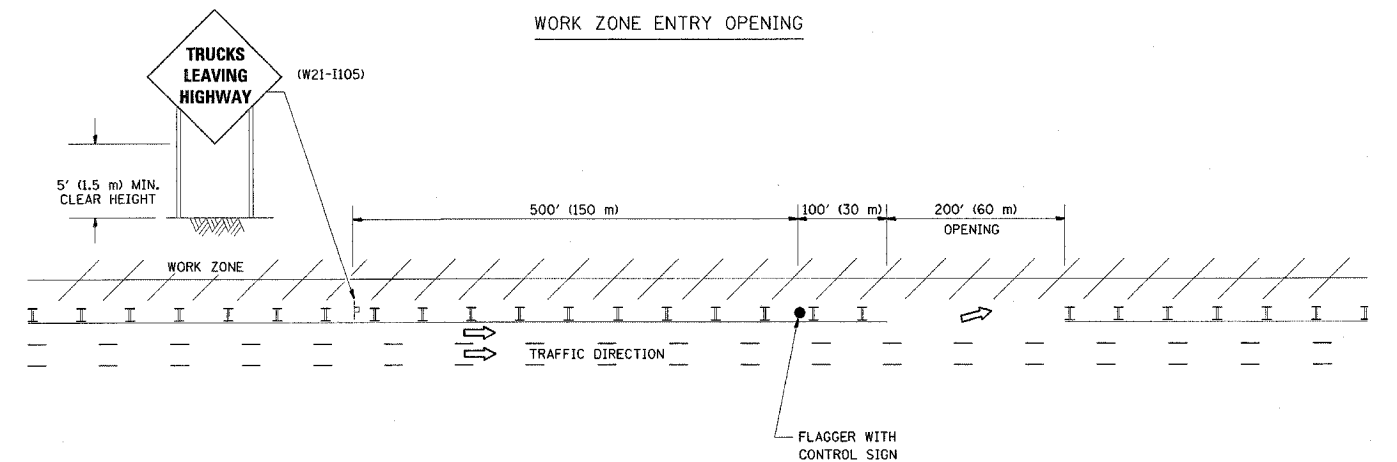 WORK ZONE ENTRY OPENING
TRUCKS
LEAVING
HIGHWAY
(W21-I105)
5' (1.5 m) MIN.
CLEAR HEIGHT
500' (150 m)
100' (30 m)
200' (60 m)
OPENING
WORK ZONE
TRAFFIC DIRECTION
FLAGGER WITH
CONTROL SIGN